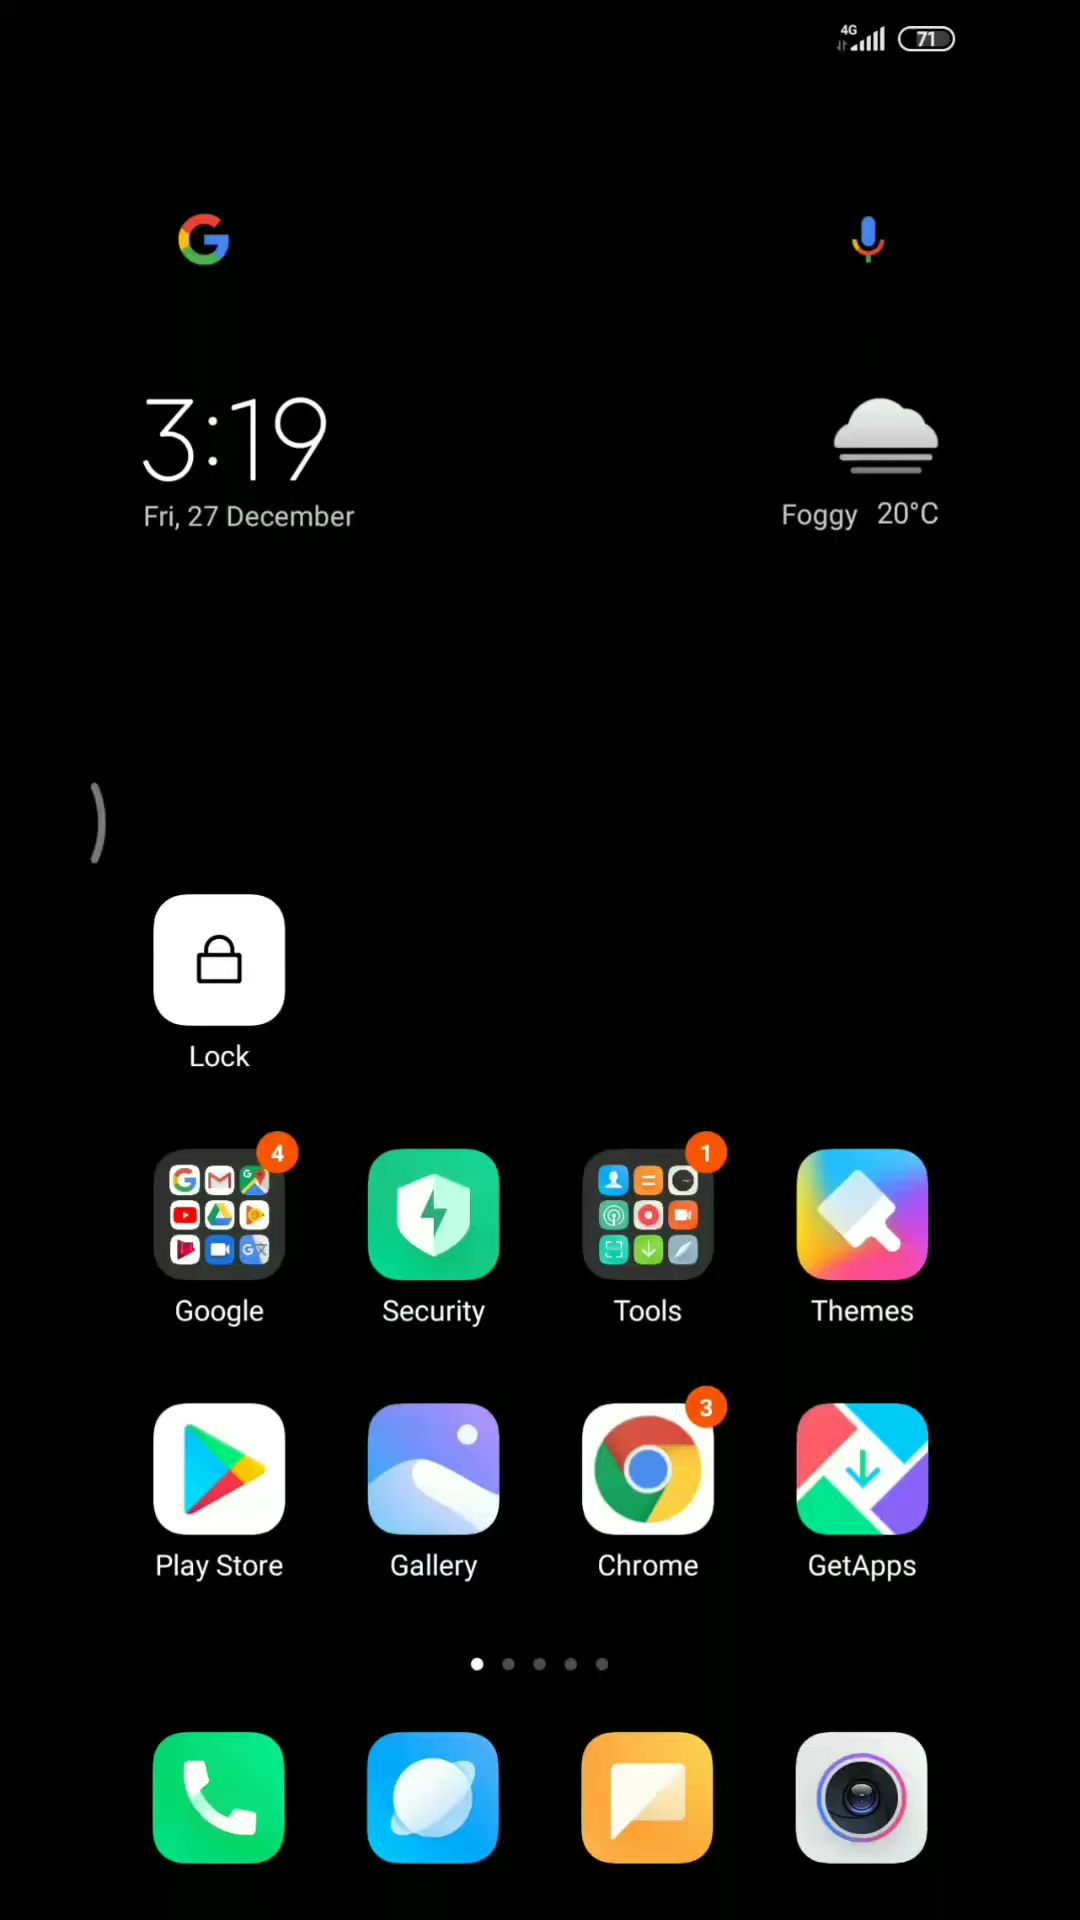 4G
71
3:19
Fri, 27 December
Foggy 20°C
Lock
4
1
Google
Security
Tools
Themes
3
Play Store
Gallery
Chrome
GetApps